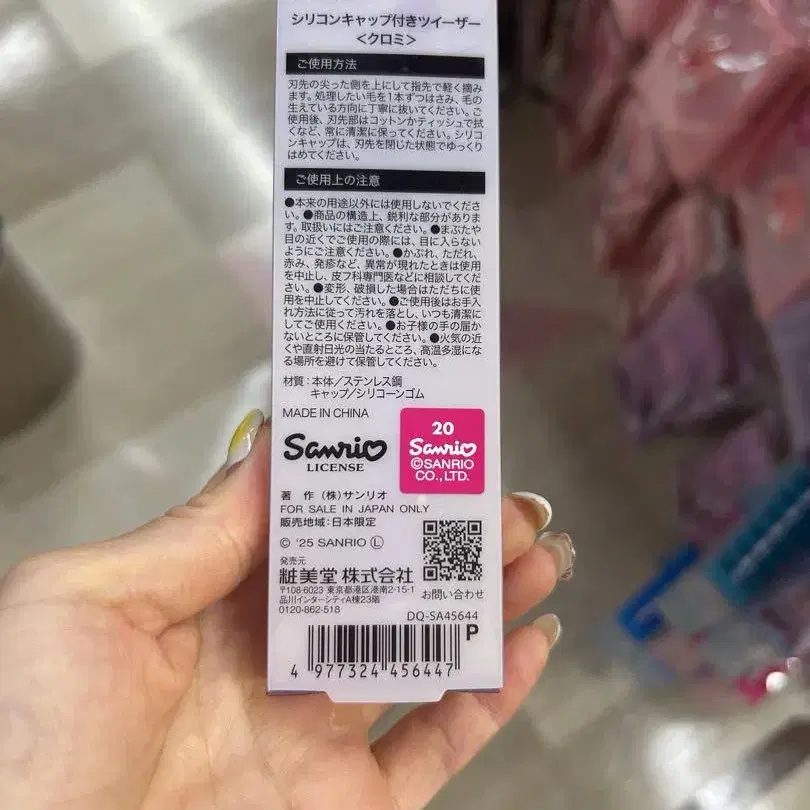 シリコンキャップ付きツイーザー
＜クロミ＞
ご使用方法
刃先の尖った側を上にして指先で軽く摘み
ます。処理したい毛を1本ずつはさみ、毛の
生えている方向に丁寧に抜いてください。ご
使用後、刃先部はコットンかティッシュで拭
くなど、常に清潔に保ってください。シリコ
ンキャップは、刃先を閉じた状態でゆっくり
はめてください。
ご使用上の注意
●本来の用途以外には使用しないでくださ
い。●商品の構造上、鋭利な部分がありま
す。取扱いにはご注意ください。●まぶたや
目の近くでご使用の際には、目に入らない
ようにご注意ください。●かぶれ、ただれ、
赤み、発疹など、異常が現れたときは使用
を中止し、皮フ科専門医などに相談してくだ
さい。●変形、破損した場合はただちに使
用を中止してください。●ご使用後はお手入
れ方法に従って汚れを落とし、いつも清潔に
してご使用ください。●お子様の手の届か
ないところに保管してください。●火気の近
くや直射日光の当たるところ、高温多湿にな
る場所を避けて保管してください。
材質：本体/ステンレス鋼
キャップ/シリコーンゴム
MADE IN CHINA
Sanrio
LICENSE
20
Sanrio
©SANRIO
CO.,LTD.
著 作 (株)サンリオ
FOR SALE IN JAPAN ONLY
販売地域：日本限定
© '25 SANRIO Ⓛ
発売元
粧美堂 株式会社
〒108-6023 東京都港区港南2-15-1
品川インターシティA棟23階
0120-862-518
お問い合わせ
DQ-SA45644
P
4 977324 456447